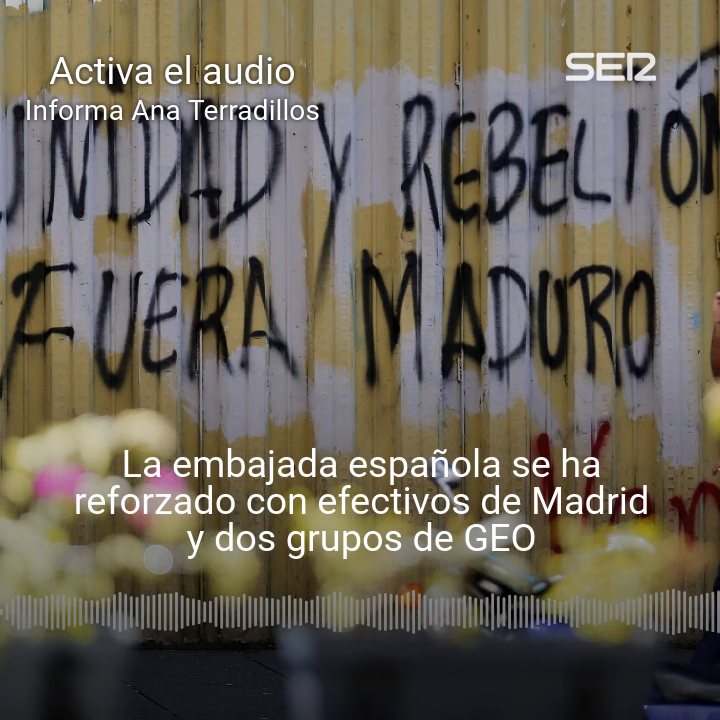 Activa el audio
SER
Informa Ana Terradillos
UNIDAD Y REBELIÓN
FUERA MADURO
La embajada española se ha
reforzado con efectivos de Madrid
y dos grupos de GEO